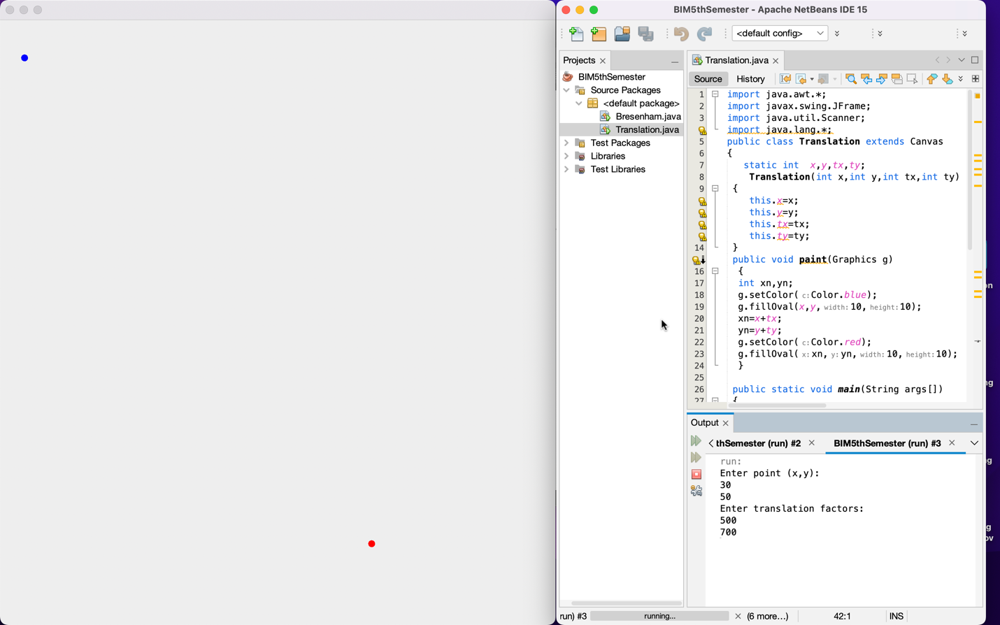 BIM5thSemester - Apache NetBeans IDE 15
<default config>
Projects
BIM5thSemester
Source Packages
<default package>
Bresenham.java
Translation.java
Test Packages
Libraries
Test Libraries
Translation.java
Source History
1 import java.awt.*;
2 import javax.swing.JFrame;
3 import java.util.Scanner;
import java.lang.*;
5 public class Translation extends Canvas
6 {
7 static int x,y,tx,ty;
8 Translation(int x,int y,int tx,int ty)
9 {
this.x=x;
this.y=y;
this.tx=tx;
this.ty=ty;
14 }
public void paint(Graphics g)
16 {
17 int xn,yn;
18 g.setColor( c: Color.blue);
19 g.fillOval(x,y, width: 10, height: 10);
20 xn=x+tx;
21 yn=y+ty;
22 g.setColor( c: Color.red);
23 g.fillOval( x: xn, y: yn, width: 10, height: 10);
24 }
25
26 public static void main(String args[])
27 {
Output
thSemester (run) #2 BIM5thSemester (run) #3
run:
Enter point (x,y):
30
50
Enter translation factors:
500
700
run) #3 running... (6 more...) 42:1 INS